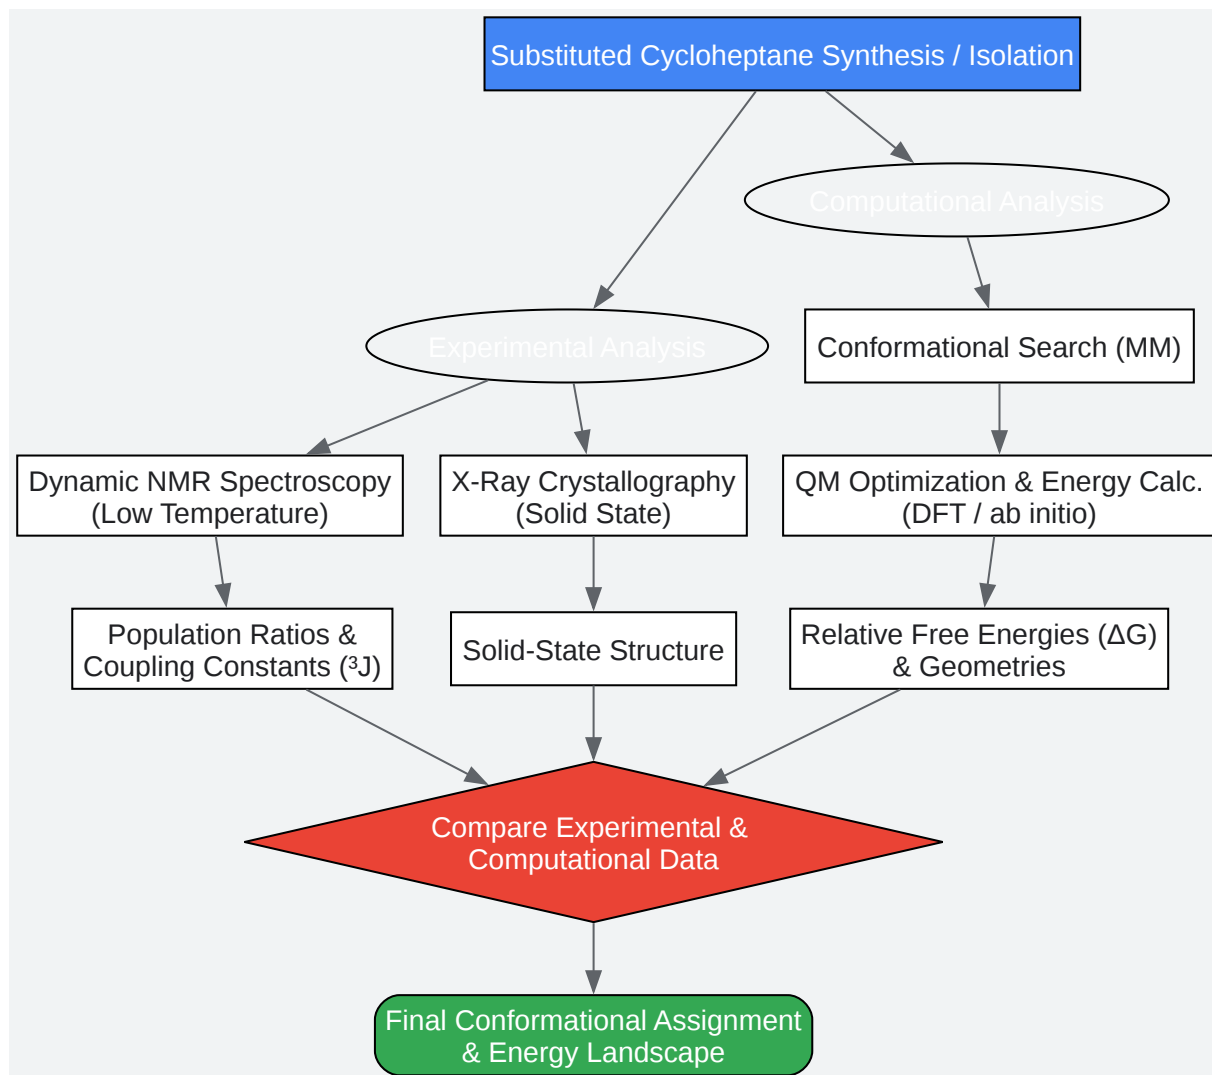 Substituted Cycloheptane Synthesis / Isolation
Computational Analysis
Experimental Analysis
Conformational Search (MM)
Dynamic NMR Spectroscopy
(Low Temperature)
X-Ray Crystallography
(Solid State)
QM Optimization & Energy Calc.
(DFT / ab initio)
Population Ratios &
Coupling Constants (³J)
Solid-State Structure
Relative Free Energies (ΔG)
& Geometries
Compare Experimental &
Computational Data
Final Conformational Assignment
& Energy Landscape